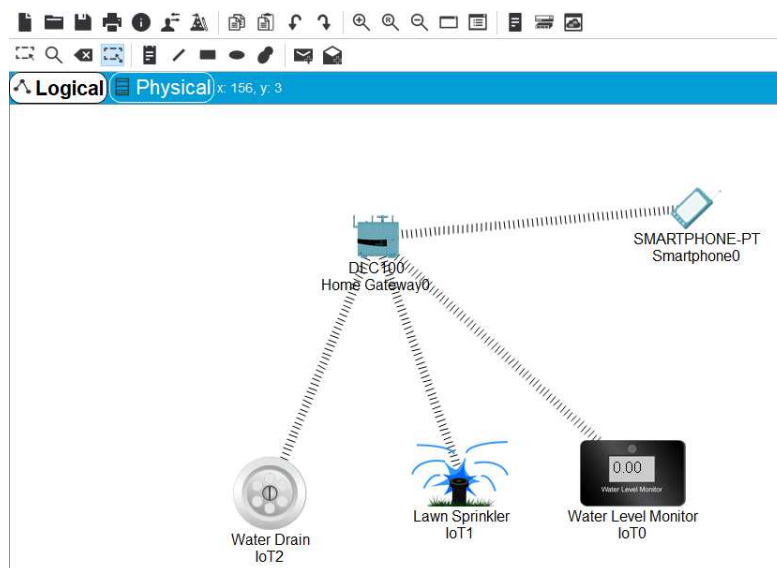 Logical
Physical
x: 156, y: 3
SMARTPHONE-PT
Smartphone0
DLC100
Home Gateway0
0.00
Water Level Monitor
Water Drain
IoT2
Lawn Sprinkler
IoT1
Water Level Monitor
IoT0